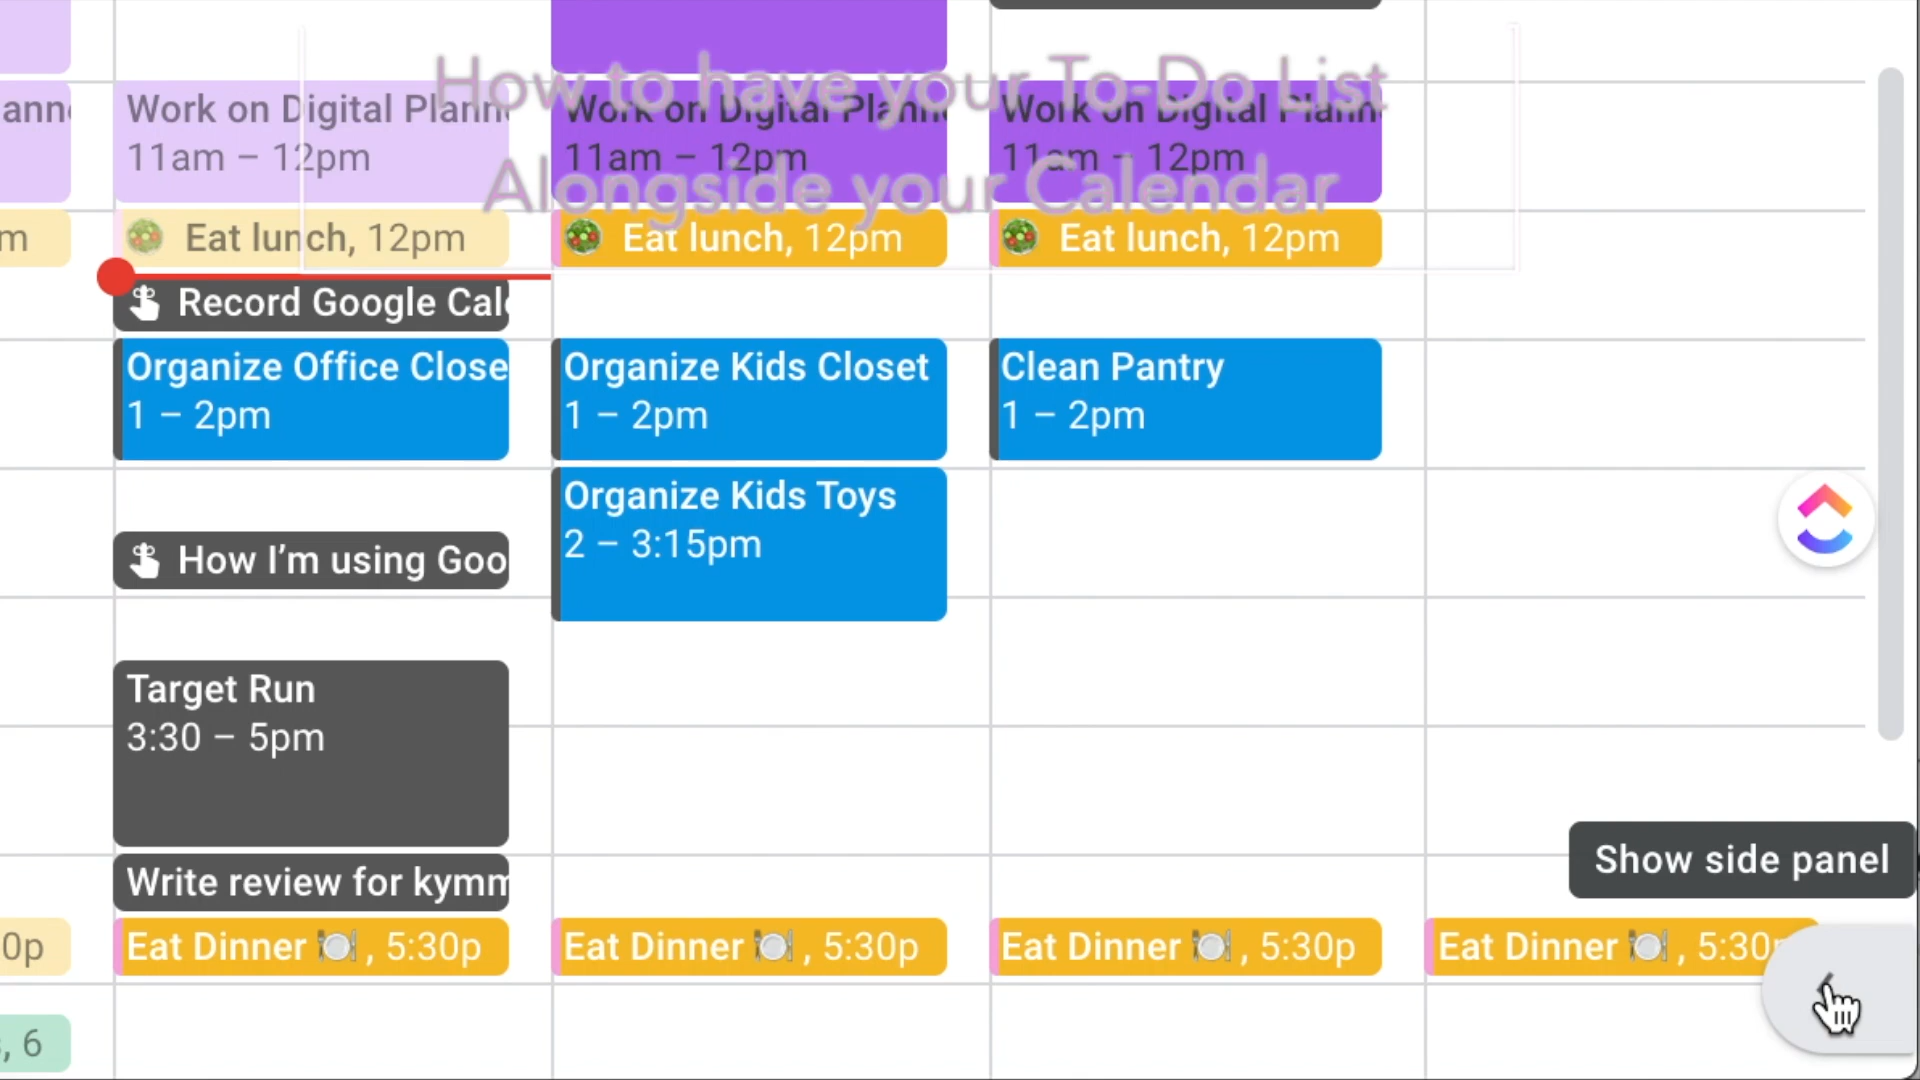 How to have your To-Do List
Alongside your Calendar
Work on Digital Plann
11am – 12pm
Work on Digital Plann
11am – 12pm
Work on Digital Plann
11am – 12pm
Eat lunch, 12pm
Eat lunch, 12pm
Eat lunch, 12pm
Record Google Cal
Organize Office Close
1 – 2pm
Organize Kids Closet
1 – 2pm
Clean Pantry
1 – 2pm
Organize Kids Toys
2 – 3:15pm
How I’m using Goo
Target Run
3:30 – 5pm
Show side panel
Write review for kymm
0p
Eat Dinner 🍽 , 5:30p
Eat Dinner 🍽 , 5:30p
Eat Dinner 🍽 , 5:30p
Eat Dinner 🍽 , 5:30
, 6